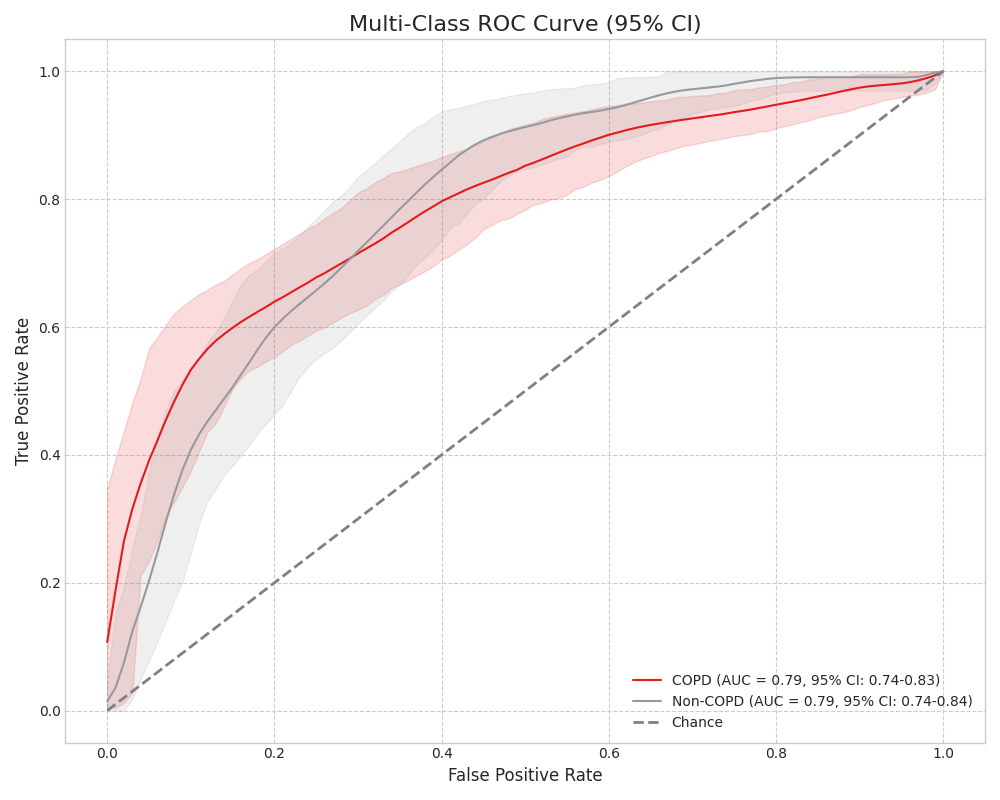 Multi-Class ROC Curve (95% CI)
True Positive Rate
1.0
0.8
0.6
0.4
0.2
0.0
COPD (AUC = 0.79, 95% CI: 0.74-0.83)
Non-COPD (AUC = 0.79, 95% CI: 0.74-0.84)
Chance
0.0 0.2 0.4 0.6 0.8 1.0
False Positive Rate